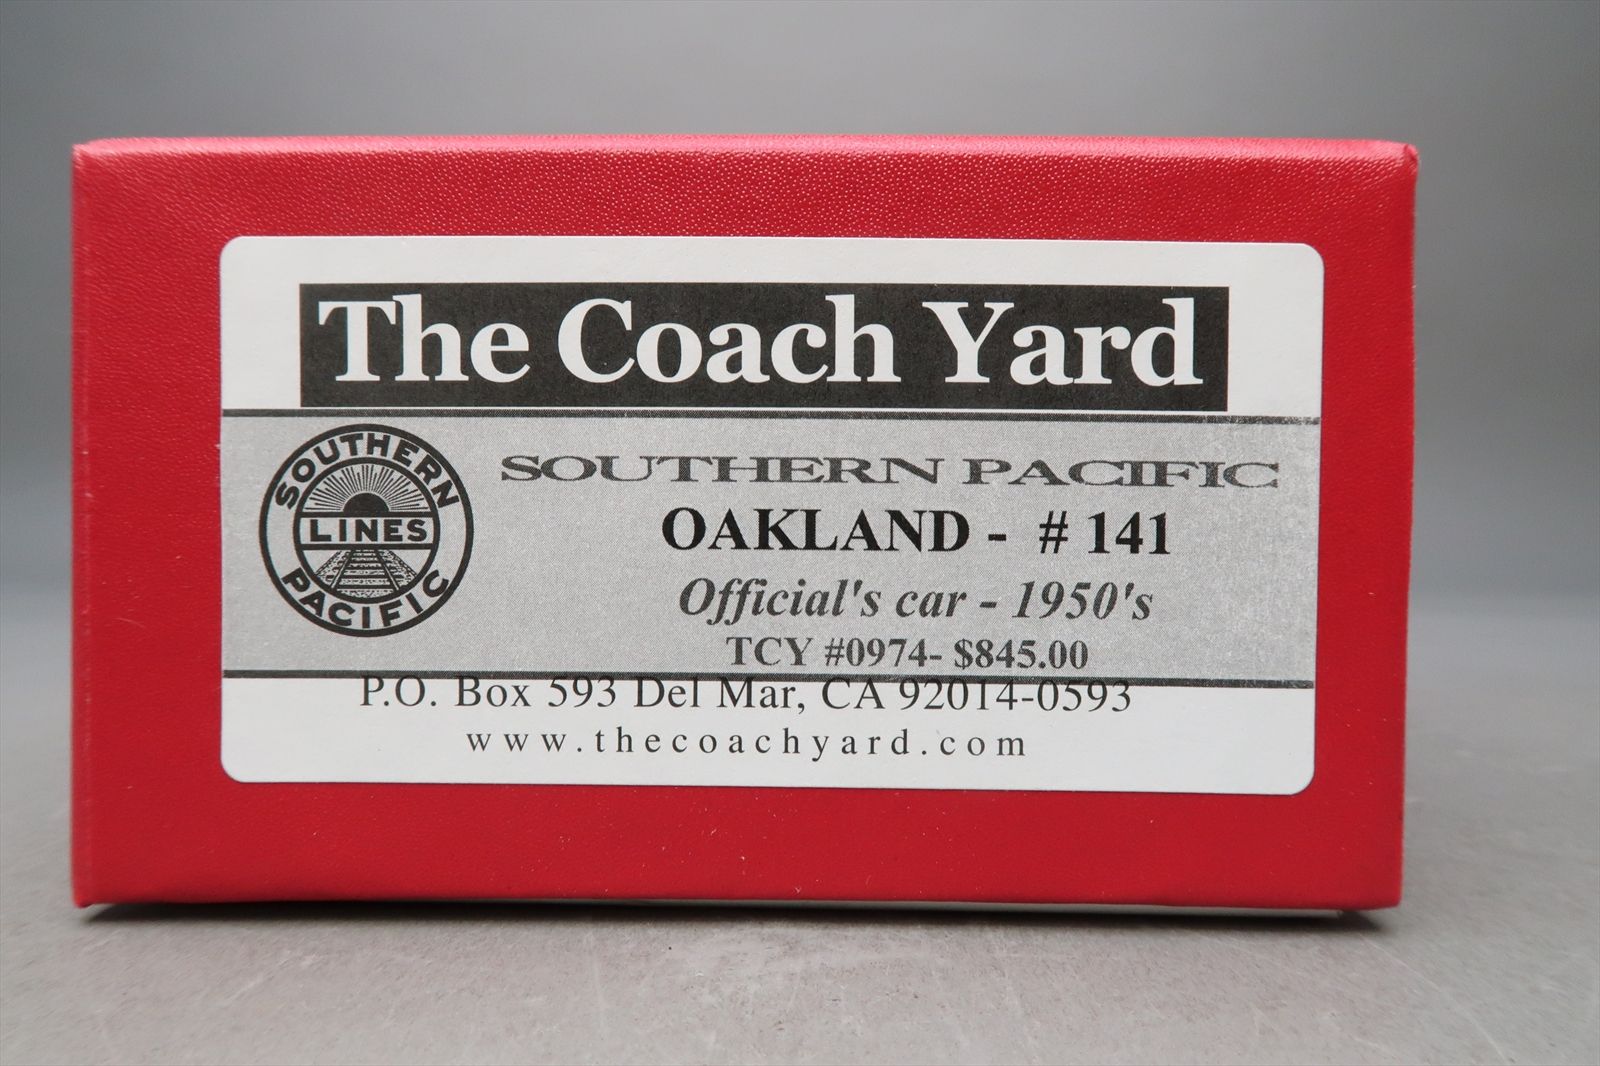 The Coach Yard
SOUTHERN
LINES
PACIFIC
SOUTHERN PACIFIC
OAKLAND - # 141
Official's car - 1950's
TCY #0974- $845.00
P.O. Box 593 Del Mar, CA 92014-0593
www.thecoachyard.com